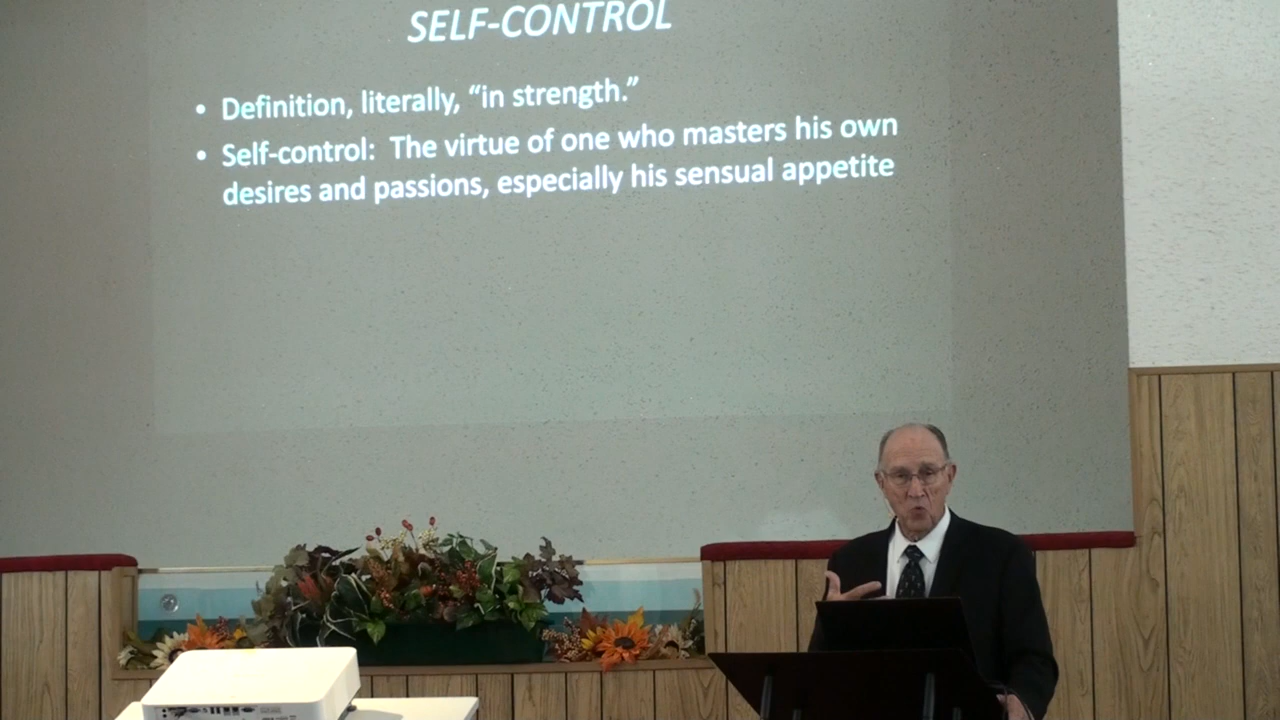 SELF-CONTROL
• Definition, literally, “in strength.”
• Self-control: The virtue of one who masters his own
desires and passions, especially his sensual appetite